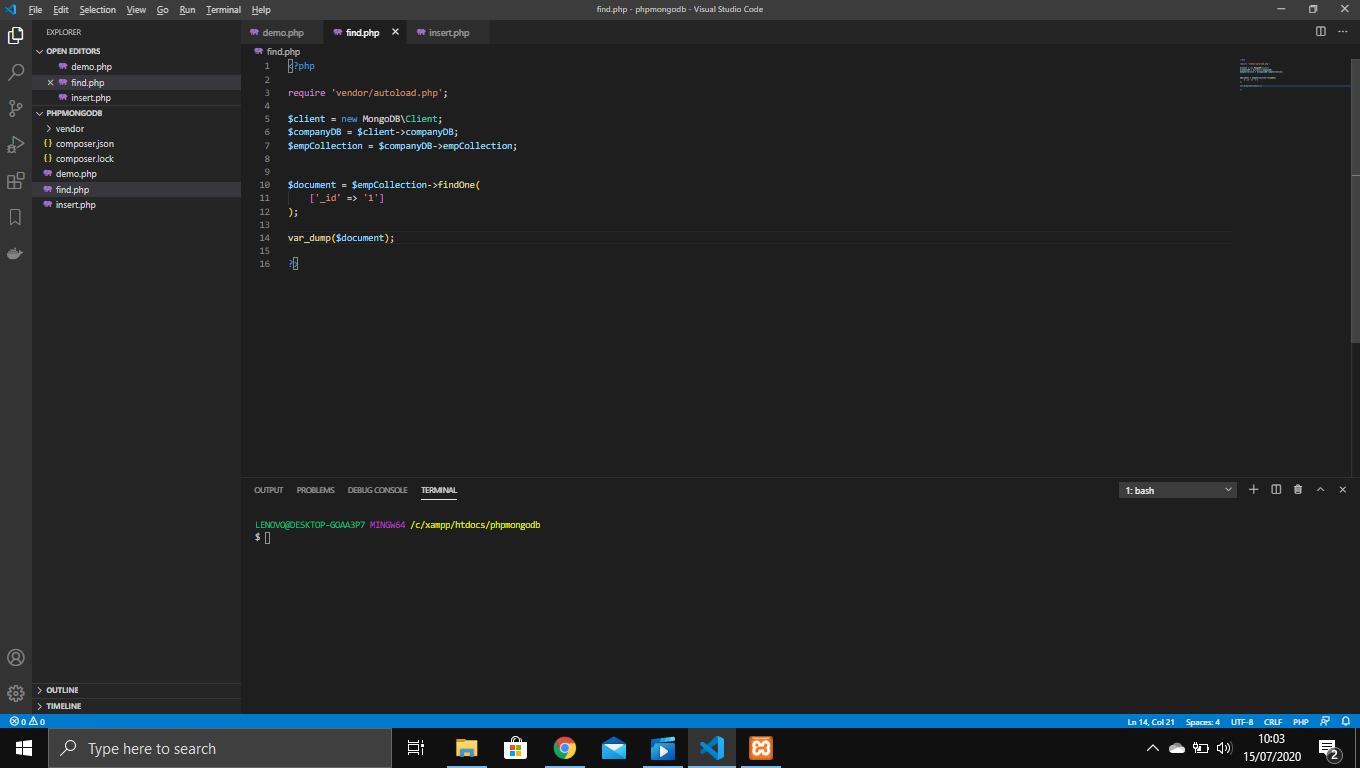 File Edit Selection View Go Run Terminal Help
find.php - phpmongodb - Visual Studio Code
EXPLORER
OPEN EDITORS
demo.php
find.php
insert.php
PHPMONGODB
vendor
composer.json
composer.lock
demo.php
find.php
insert.php
OUTLINE
TIMELINE
demo.php find.php insert.php
find.php
1 <?php
2
3 require 'vendor/autoload.php';
4
5 $client = new MongoDB\Client;
6 $companyDB = $client->companyDB;
7 $empCollection = $companyDB->empCollection;
8
9
10 $document = $empCollection->findOne(
11 ['_id' => '1']
12 );
13
14 var_dump($document);
15
16 ?>
OUTPUT PROBLEMS DEBUG CONSOLE TERMINAL
1: bash
LENOVO@DESKTOP-GOAA3P7 MINGW64 /c/xampp/htdocs/phpmongodb
$
0 0
Ln 14, Col 21 Spaces: 4 UTF-8 CRLF PHP
Type here to search
10:03
15/07/2020
2